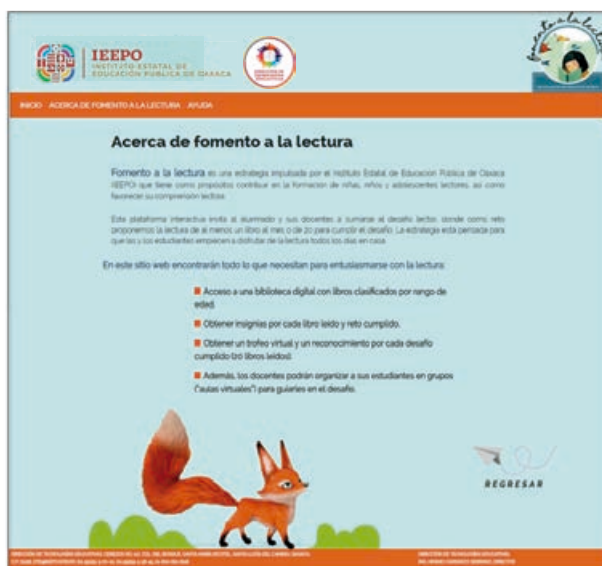 IEEPO
INSTITUTO ESTATAL DE
EDUCACIÓN PÚBLICA DE OAXACA
fomento a la lectura
INICIO ACERCA DE FOMENTO A LA LECTURA AYUDA
Acerca de fomento a la lectura
Fomento a la lectura es una estrategia impulsada por el Instituto Estatal de Educación Pública de Oaxaca
(IEEPO) que tiene como propósitos contribuir en la formación de niñas, niños y adolescentes lectores, así como
favorecer su comprensión lectora.
Esta plataforma interactiva invita al alumnado y sus docentes a sumarse al desafío lector, donde como reto
proponemos la lectura de al menos un libro al mes o de 20 para cumplir el desafío. La estrategia está pensada para
que las y los estudiantes empiecen a disfrutar de la lectura todos los días en casa.
En este sitio web encontrarán todo lo que necesitan para entusiasmarse con la lectura:
Acceso a una biblioteca digital con libros clasificados por rango de
edad.
Obtener insignias por cada libro leído y reto cumplido.
Obtener un trofeo virtual y un reconocimiento por cada desafío
cumplido (20 libros leídos).
Además, los docentes podrán organizar a sus estudiantes en grupos
("aulas virtuales") para guiarles en el desafío.
REGRESAR